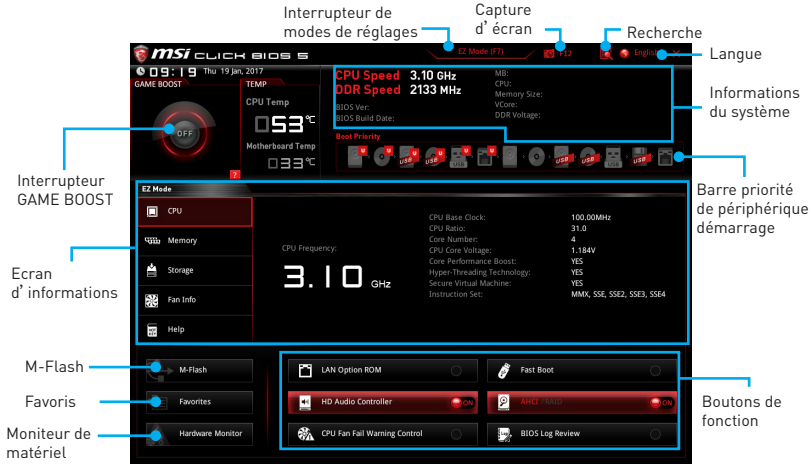 Interrupteur de
modes de réglages
Capture
d' écran
Recherche
Langue
msi CLICK BIOS 5
EZ Mode (F7)
F12
English
09:19 Thu 19 Jan, 2017
GAME BOOST
OFF
?
TEMP
CPU Temp
53°C
Motherboard Temp
33°C
CPU Speed 3.10 GHz
DDR Speed 2133 MHz
BIOS Ver:
BIOS Build Date:
MB:
CPU:
Memory Size:
VCore:
DDR Voltage:
Informations
du système
Boot Priority
U U U U U U
USB USB USB USB USB USB
Interrupteur
GAME BOOST
Barre priorité
de périphérique
démarrage
EZ Mode
CPU
Memory
Storage
Fan Info
Help
CPU Frequency:
3.10 GHz
CPU Base Clock: 100.00MHz
CPU Ratio: 31.0
Core Number: 4
CPU Core Voltage: 1.184V
Core Performance Boost: YES
Hyper-Threading Technology: YES
Secure Virtual Machine: YES
Instruction Set: MMX, SSE, SSE2, SSE3, SSE4
Ecran
d' informations
M-Flash
Favoris
Moniteur de
matériel
M-Flash
Favorites
Hardware Monitor
LAN Option ROM
Fast Boot
HD Audio Controller ON
AHCI / RAID ON
CPU Fan Fail Warning Control
BIOS Log Review
Boutons de
fonction